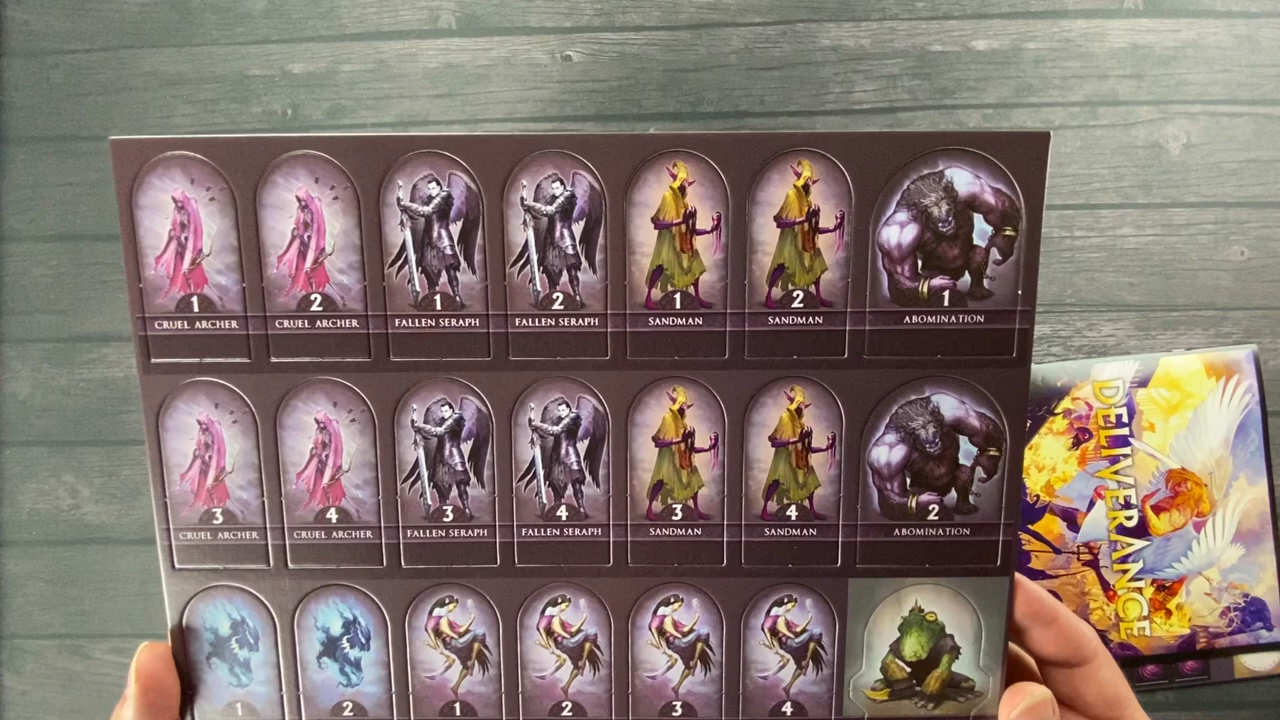 1 2 1 2 1 2 1
CRUEL ARCHER CRUEL ARCHER FALLEN SERAPH FALLEN SERAPH SANDMAN SANDMAN ABOMINATION
3 4 3 4 3 4 2
CRUEL ARCHER CRUEL ARCHER FALLEN SERAPH FALLEN SERAPH SANDMAN SANDMAN ABOMINATION
1 2 1 2 3 4
DELIVERANCE